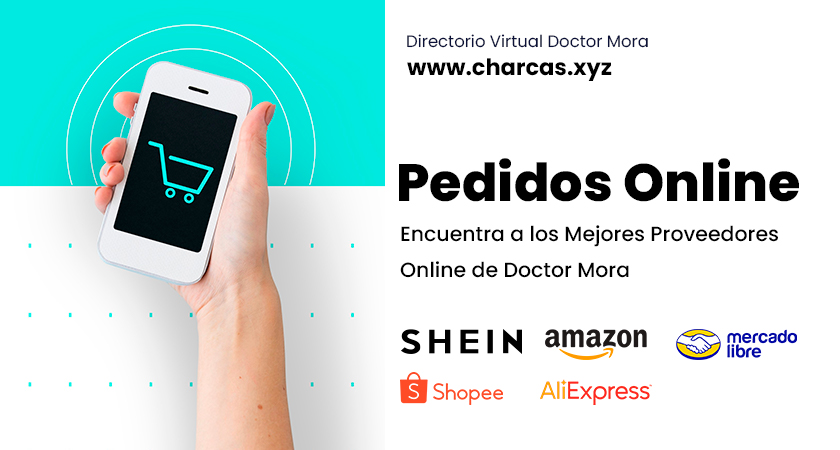 Directorio Virtual Doctor Mora
www.charcas.xyz
Pedidos Online
Encuentra a los Mejores Proveedores
Online de Doctor Mora
SHEIN amazon mercado libre
S Shopee AliExpress